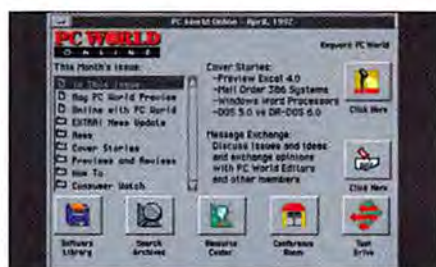 PC World Online - April, 1992
PC WORLD
ONLINE
Keyword: PC World
This Month's Issue:
In This Issue
May PC World Preview
Online with PC World
EXTRA! News Update
News
Cover Stories
Previews and Reviews
How To
Consumer Watch
Cover Stories:
-Preview Excel 4.0
-Mail Order 386 Systems
-Windows Word Processors
-DOS 5.0 vs DR-DOS 6.0
Click Here
Message Exchange:
Discuss issues and ideas
and exchange opinions
with PC World Editors
and other members
Click Here
Software
Library
Search
Archives
Resource
Center
Conference
Room
Test
Drive